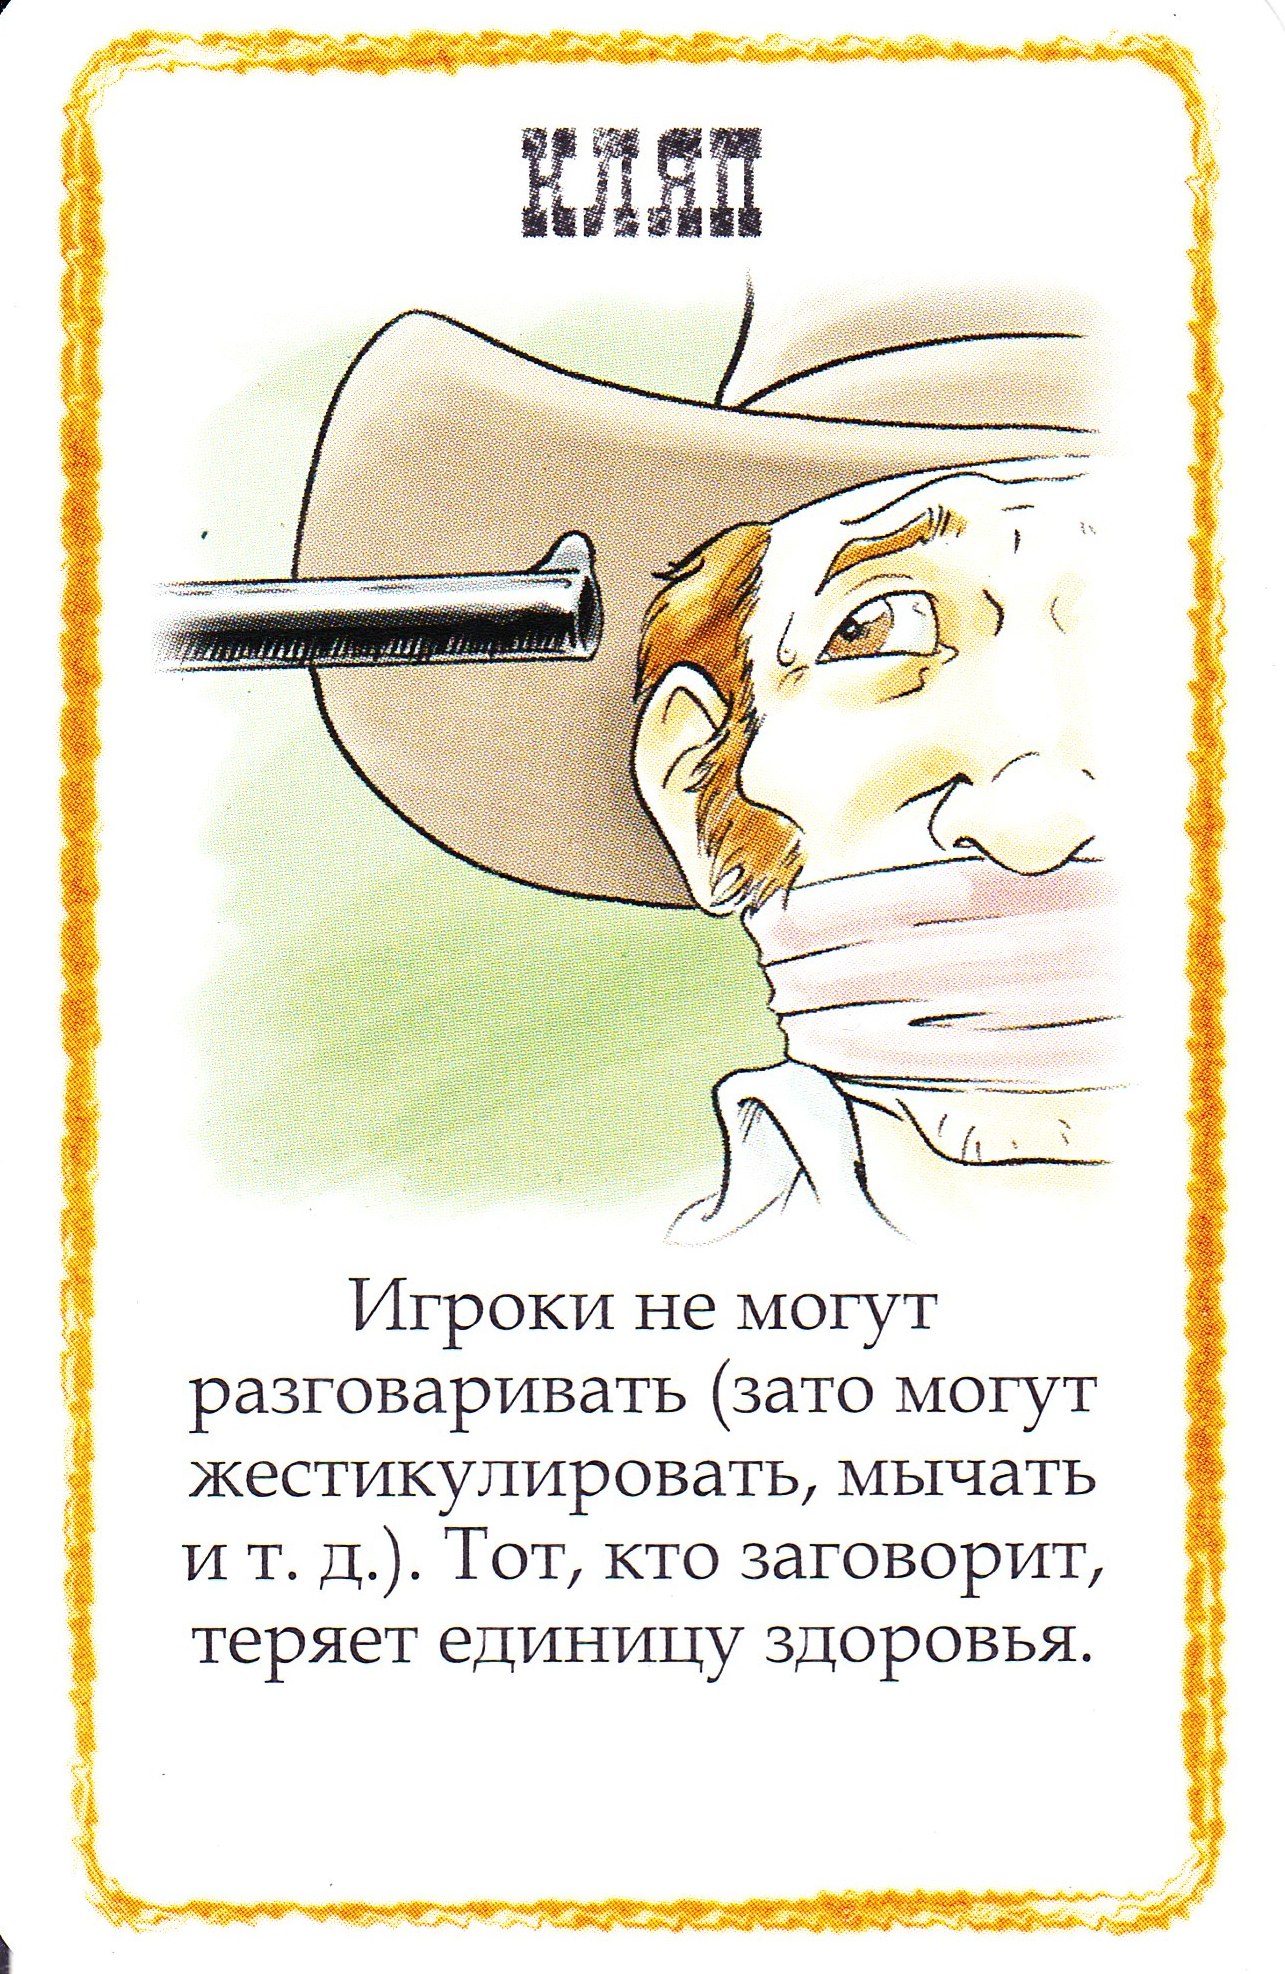 КЛЯП
Игроки не могут
разговаривать (зато могут
жестикулировать, мычать
и т. д.). Тот, кто заговорит,
теряет единицу здоровья.